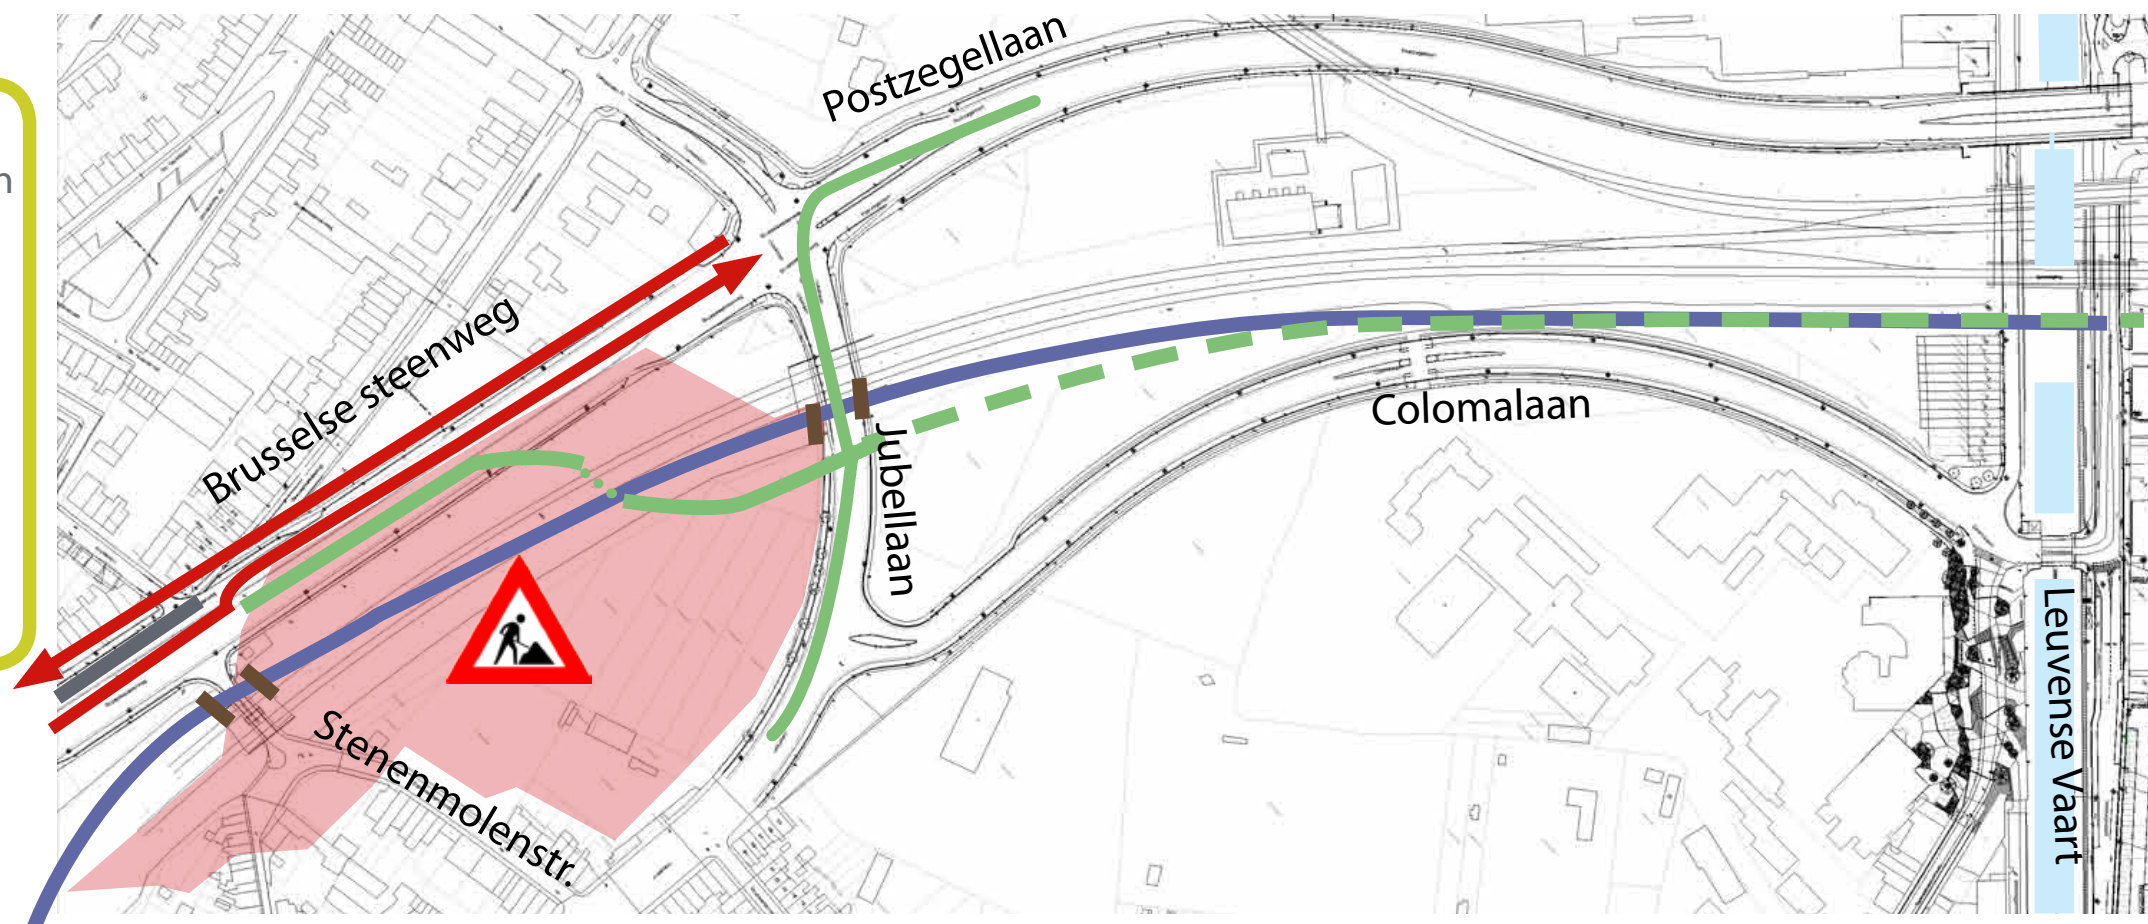 n
Postzegellaan
Brusselse steenweg
Jubellaan
Colomalaan
Stenenmolenstr.
Leuvense Vaart